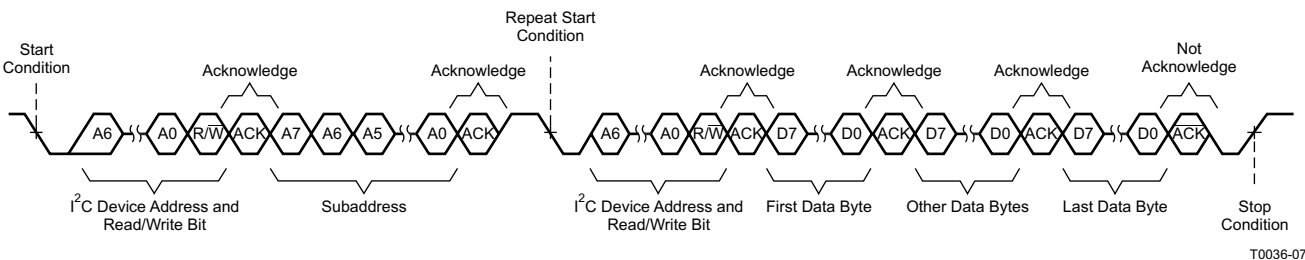 Repeat Start
Condition
Start
Condition
Not
Acknowledge
Acknowledge
Acknowledge
Acknowledge
Acknowledge
Acknowledge
A6 A0 R/W̅ ACK A7 A6 A5 A0 ACK A6 A0 R/W̅ ACK D7 D0 ACK D7 D0 ACK D7 D0 A̅C̅K̅
I²C Device Address and
Read/Write Bit
Subaddress
I²C Device Address and
Read/Write Bit
First Data Byte
Other Data Bytes
Last Data Byte
Stop
Condition
T0036-07